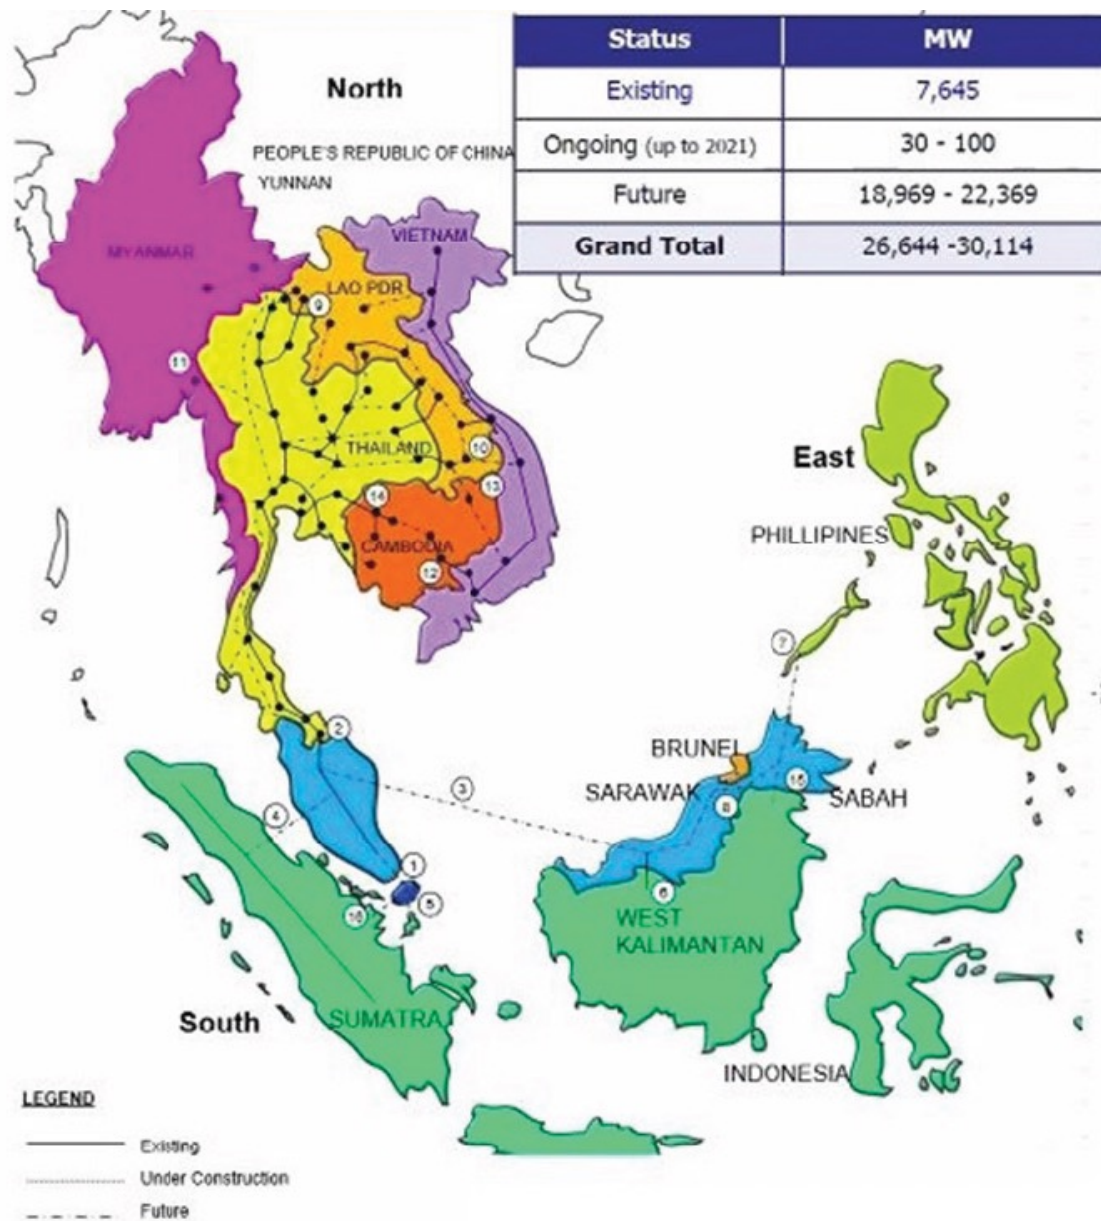 Status MW
Existing 7,645
Ongoing (up to 2021) 30 - 100
Future 18,969 - 22,369
Grand Total 26,644 -30,114
North
PEOPLE'S REPUBLIC OF CHINA
YUNNAN
VIETNAM
MYANMAR
LAO PDR
9
11
THAILAND
10
East
13
14
PHILLIPINES
CAMBODIA
12
7
2
BRUNEI
SARAWAK
3
15
SABAH
8
4
1
6
5
16
WEST
KALIMANTAN
South
SUMATRA
INDONESIA
LEGEND
Existing
Under Construction
Future